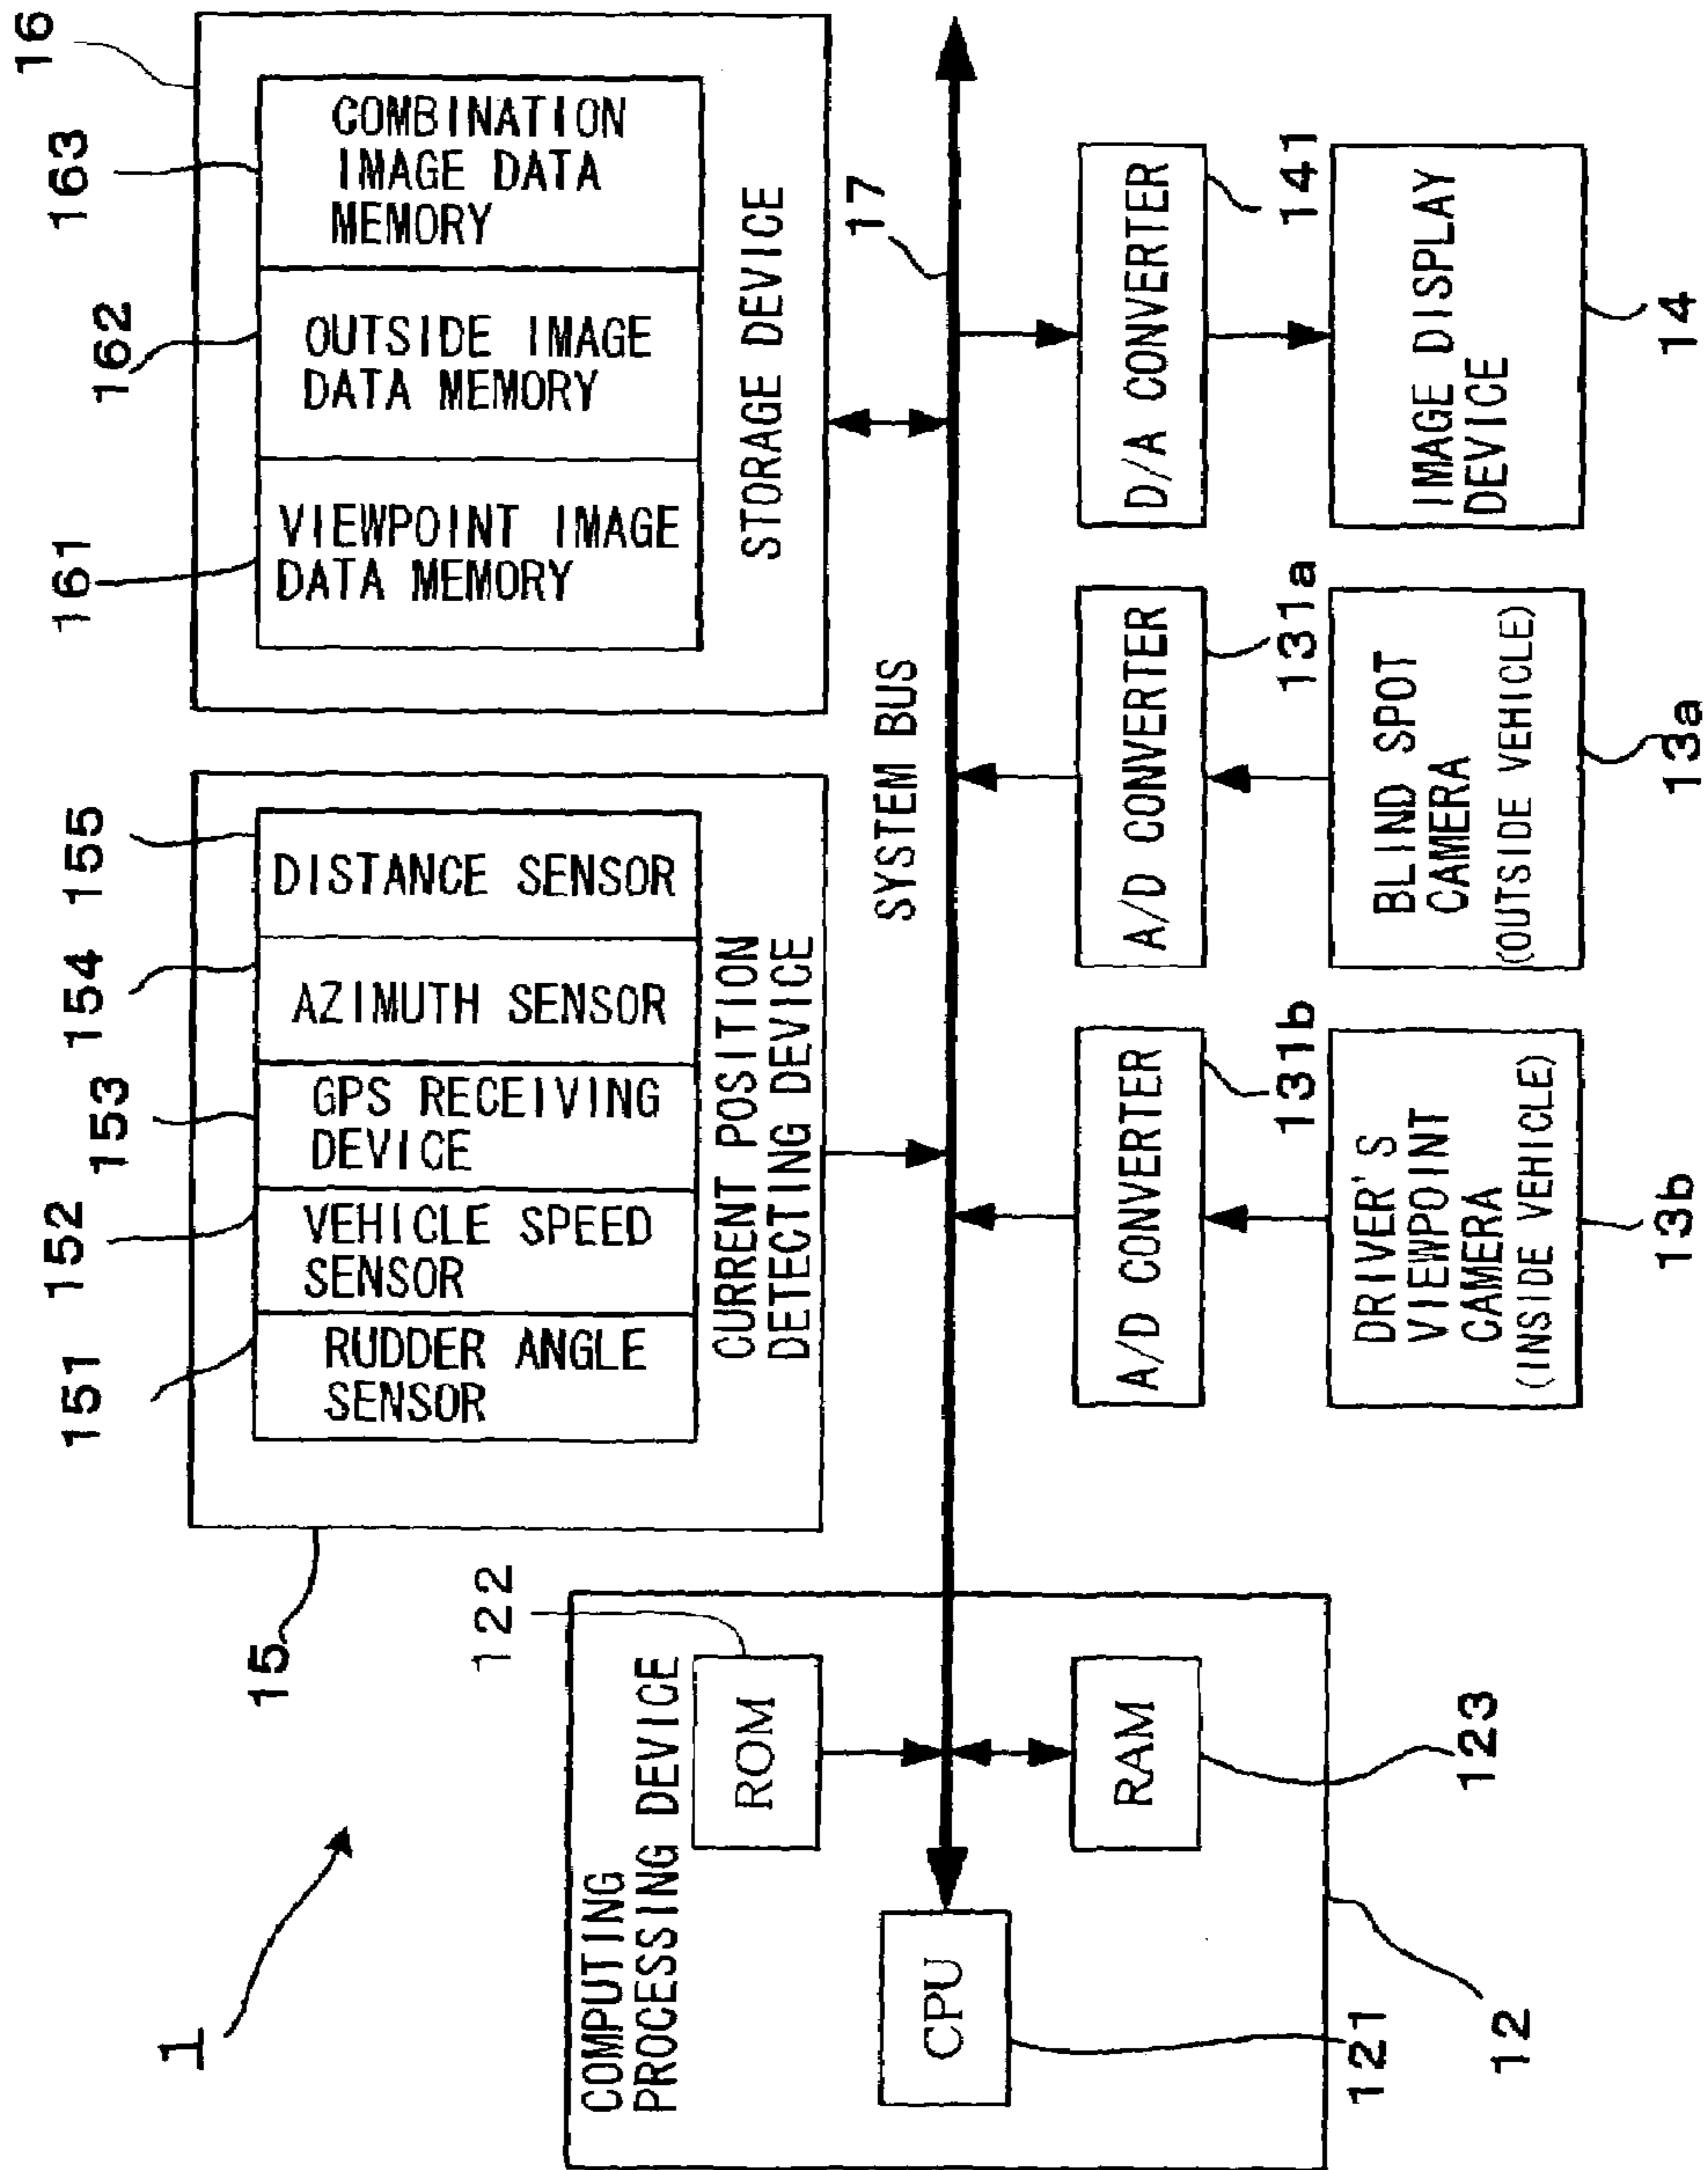 1
COMPUTING
PROCESSING DEVICE
ROM
122
CPU
121
RAM
123
12
15
151
RUDDER ANGLE
SENSOR
152
VEHICLE SPEED
SENSOR
153
GPS RECEIVING
DEVICE
154
AZIMUTH SENSOR
155
DISTANCE SENSOR
CURRENT POSITION
DETECTING DEVICE
16
161
VIEWPOINT IMAGE
DATA MEMORY
162
OUTSIDE IMAGE
DATA MEMORY
163
COMBINATION
IMAGE DATA
MEMORY
STORAGE DEVICE
SYSTEM BUS
17
A/D CONVERTER
131b
DRIVER'S
VIEWPOINT
CAMERA
(INSIDE VEHICLE)
13b
A/D CONVERTER
131a
BLIND SPOT
CAMERA
(OUTSIDE VEHICLE)
13a
D/A CONVERTER
141
IMAGE DISPLAY
DEVICE
14